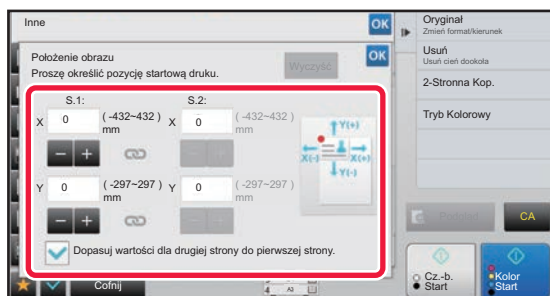 Inne
OK
Położenie obrazu
Proszę określić pozycję startową druku.
Wyczyść
OK
S.1:
S.2:
X 0 (-432~432) mm
X 0 (-432~432) mm
− +
− +
Y 0 (-297~297) mm
Y 0 (-297~297) mm
− +
− +
Y(+)
X(-) X(+)
Y(-)
Dopasuj wartości dla drugiej strony do pierwszej strony.
Cofnij
A3
Oryginał
Zmień format/kierunek
Usuń
Usuń cień dookoła
2-Stronna Kop.
Tryb Kolorowy
CA
Cz.-b.
Start
Kolor
Start